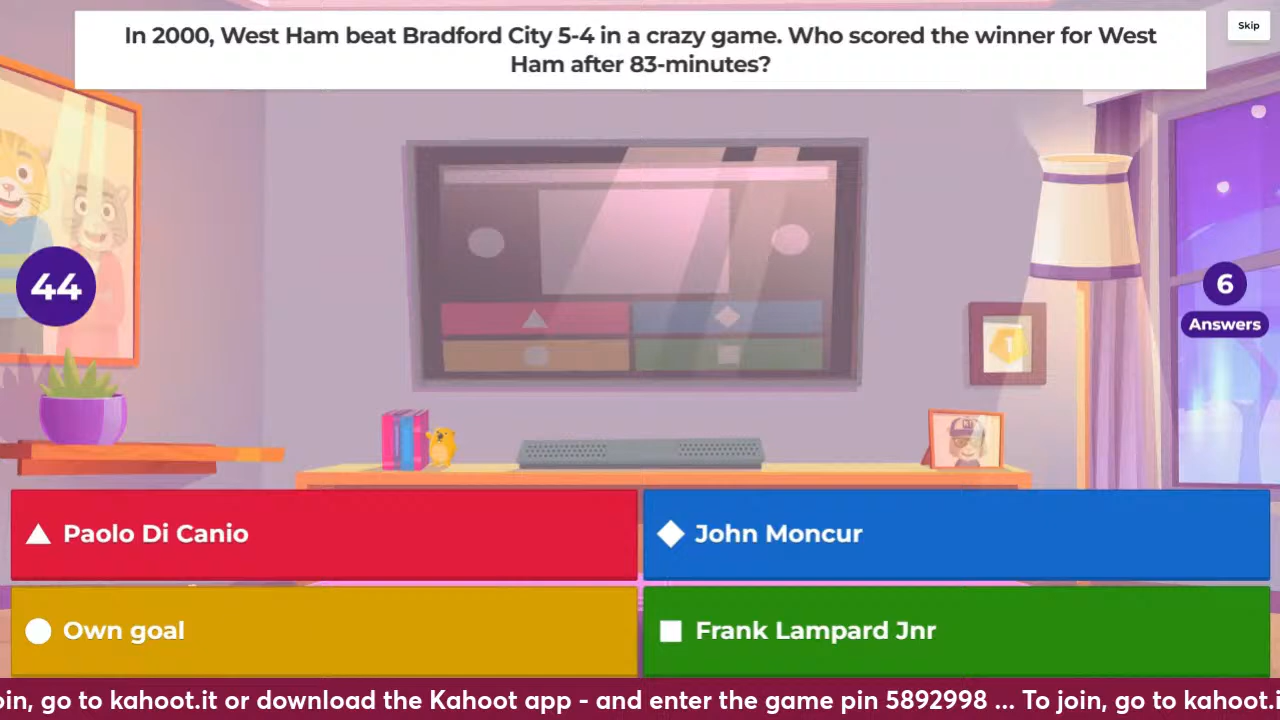 In 2000, West Ham beat Bradford City 5-4 in a crazy game. Who scored the winner for West
Ham after 83-minutes?
Skip
44
6
Answers
Paolo Di Canio
John Moncur
Own goal
Frank Lampard Jnr
oin, go to kahoot.it or download the Kahoot app - and enter the game pin 5892998 ... To join, go to kahoot.i